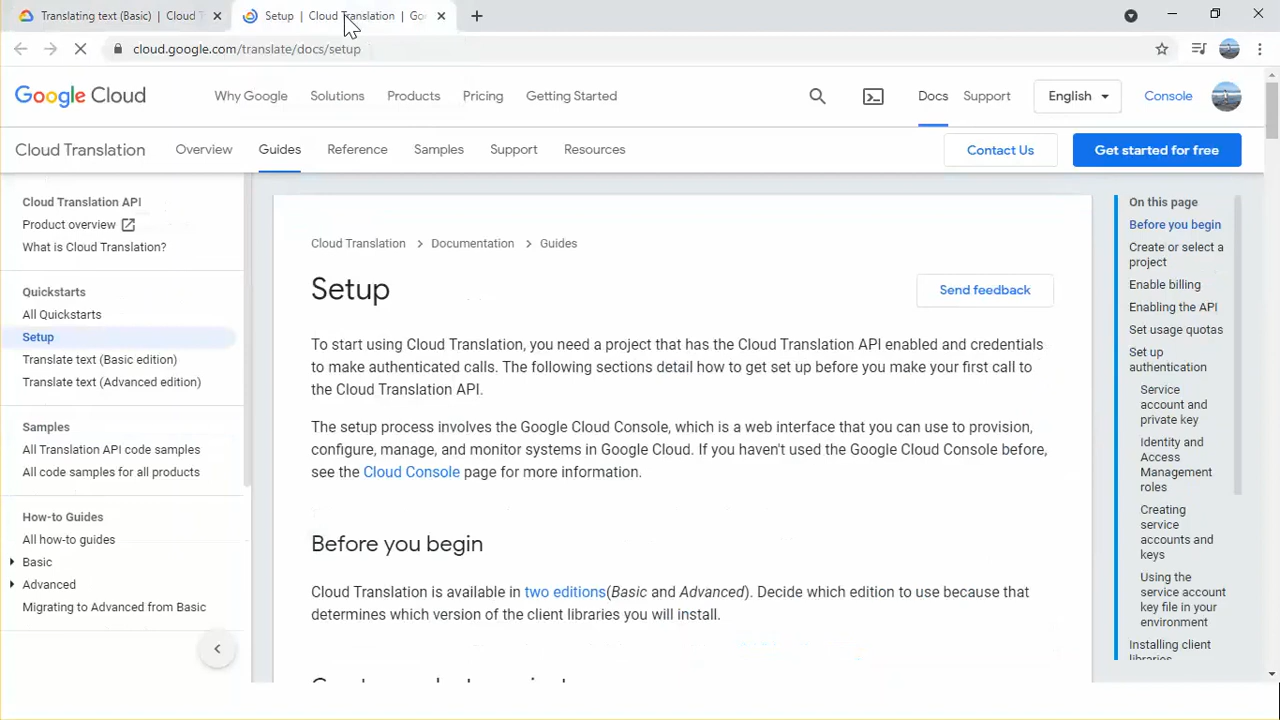 Translating text (Basic) | Cloud T
Setup | Cloud Translation | Go
cloud.google.com/translate/docs/setup
Google Cloud
Why Google
Solutions
Products
Pricing
Getting Started
Docs
Support
English
Console
Cloud Translation
Overview
Guides
Reference
Samples
Support
Resources
Contact Us
Get started for free
Cloud Translation API
Product overview
What is Cloud Translation?
Quickstarts
All Quickstarts
Setup
Translate text (Basic edition)
Translate text (Advanced edition)
Samples
All Translation API code samples
All code samples for all products
How-to Guides
All how-to guides
Basic
Advanced
Migrating to Advanced from Basic
Cloud Translation > Documentation > Guides
Setup
Send feedback
To start using Cloud Translation, you need a project that has the Cloud Translation API enabled and credentials
to make authenticated calls. The following sections detail how to get set up before you make your first call to
the Cloud Translation API.
The setup process involves the Google Cloud Console, which is a web interface that you can use to provision,
configure, manage, and monitor systems in Google Cloud. If you haven't used the Google Cloud Console before,
see the Cloud Console page for more information.
Before you begin
Cloud Translation is available in two editions(Basic and Advanced). Decide which edition to use because that
determines which version of the client libraries you will install.
On this page
Before you begin
Create or select a
project
Enable billing
Enabling the API
Set usage quotas
Set up
authentication
Service
account and
private key
Identity and
Access
Management
roles
Creating
service
accounts and
keys
Using the
service account
key file in your
environment
Installing client
libraries